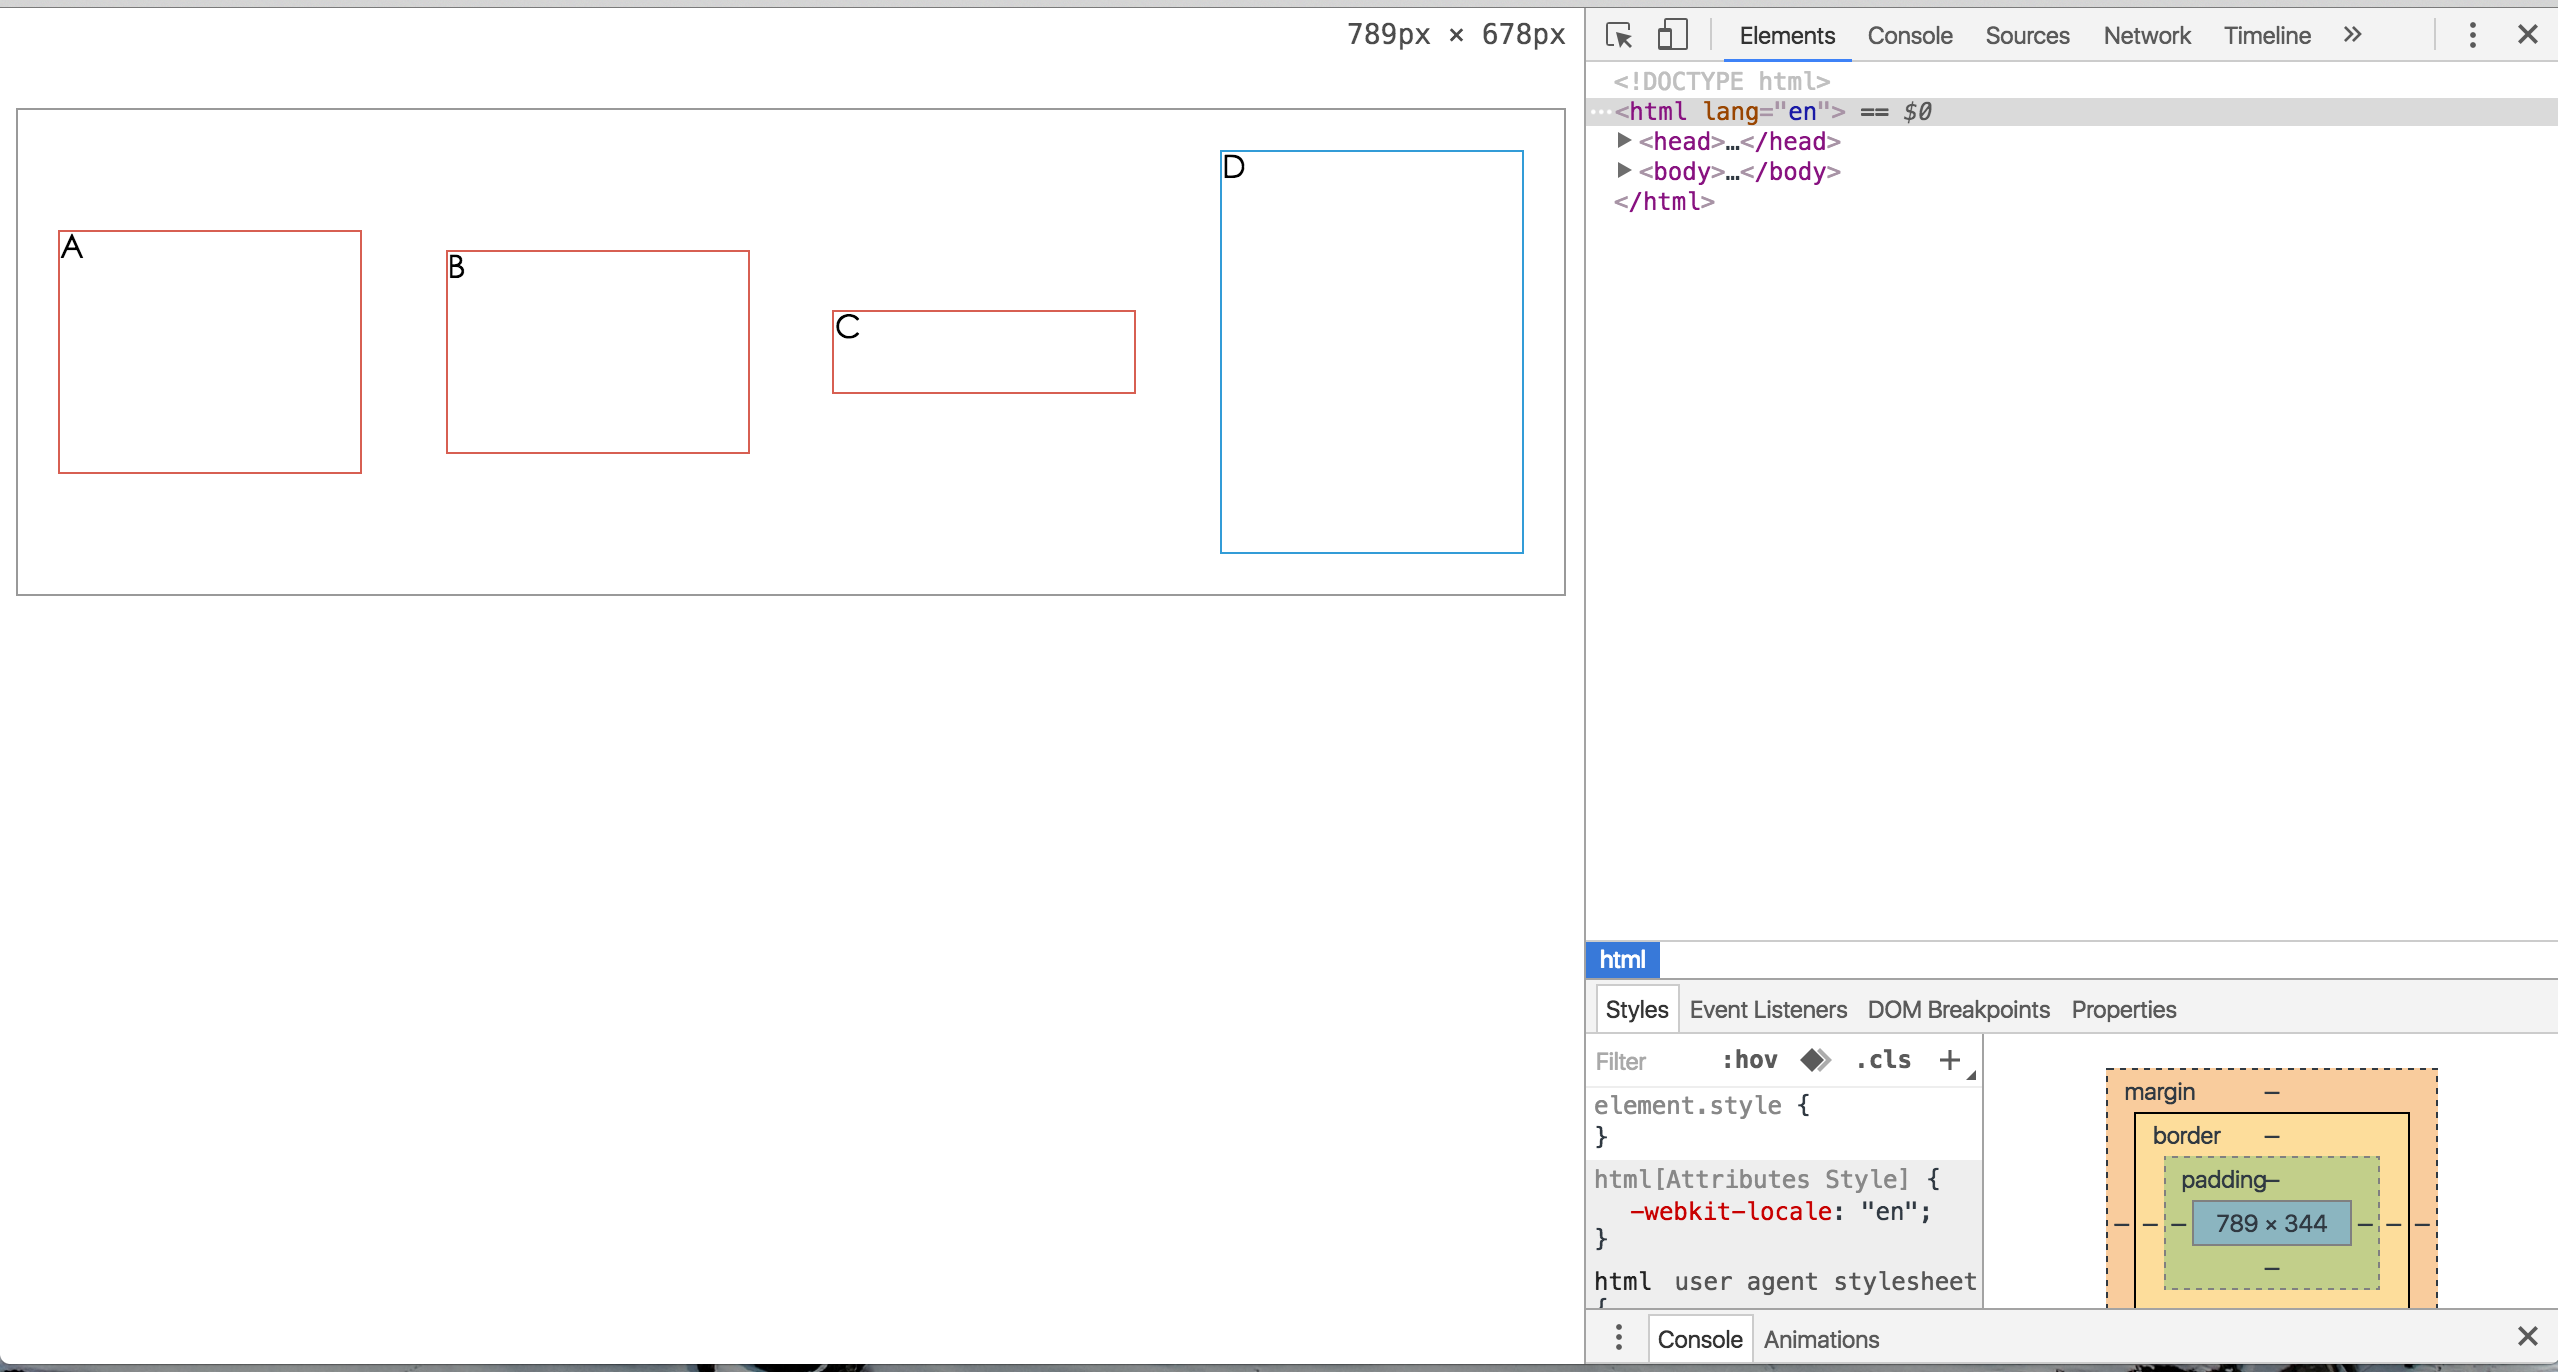 789px × 678px
A
B
C
D
Elements Console Sources Network Timeline »
<!DOCTYPE html>
…<html lang="en"> == $0
▶<head>…</head>
▶<body>…</body>
</html>
html
Styles Event Listeners DOM Breakpoints Properties
Filter :hov .cls +
element.style {
}
html[Attributes Style] {
-webkit-locale: "en";
}
html user agent stylesheet
{
margin –
border –
padding–
– – – 789 × 344 – – –
–
Console Animations